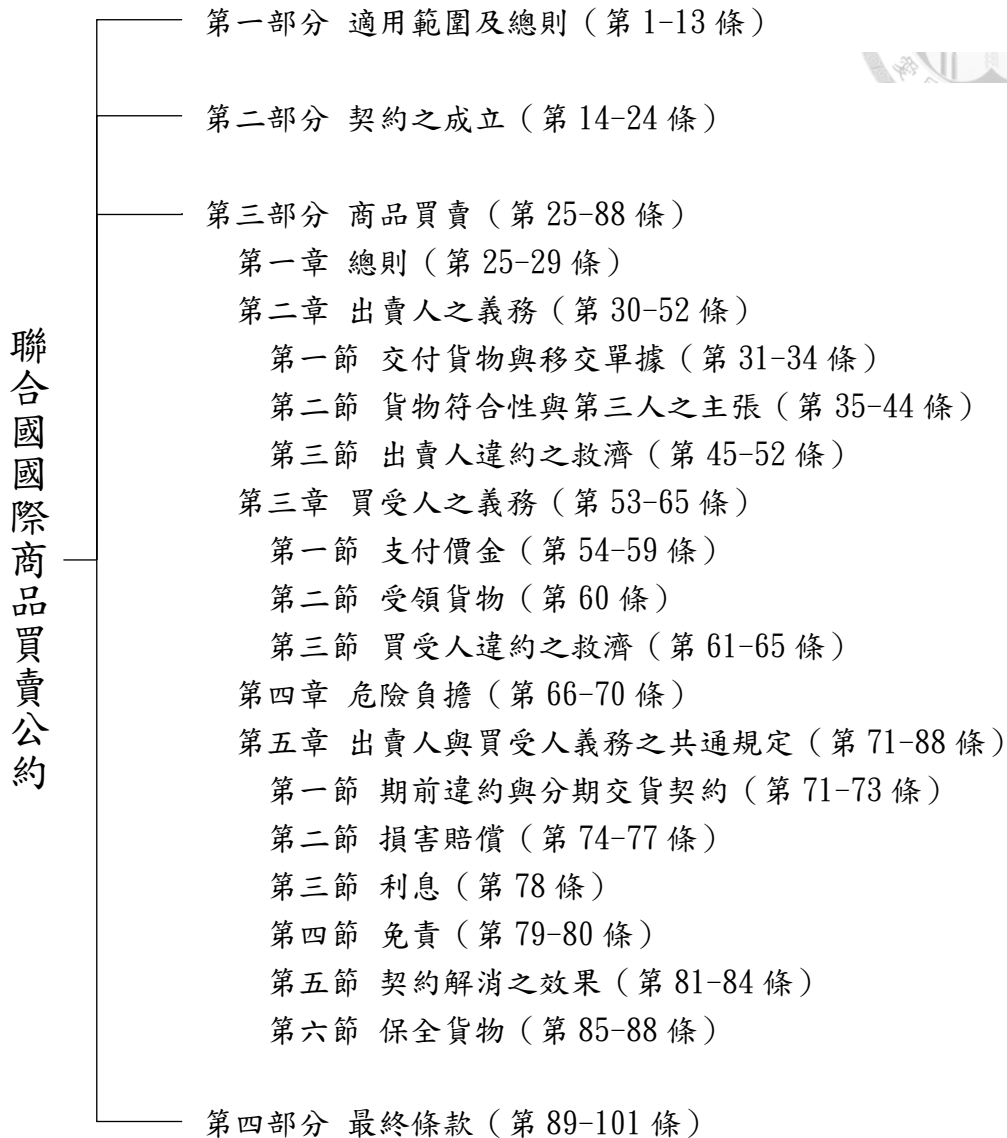 聯合國國際商品買賣公約
第一部分 適用範圍及總則（第 1-13 條）
第二部分 契約之成立（第 14-24 條）
第三部分 商品買賣（第 25-88 條）
第一章 總則（第 25-29 條）
第二章 出賣人之義務（第 30-52 條）
第一節 交付貨物與移交單據（第 31-34 條）
第二節 貨物符合性與第三人之主張（第 35-44 條）
第三節 出賣人違約之救濟（第 45-52 條）
第三章 買受人之義務（第 53-65 條）
第一節 支付價金（第 54-59 條）
第二節 受領貨物（第 60 條）
第三節 買受人違約之救濟（第 61-65 條）
第四章 危險負擔（第 66-70 條）
第五章 出賣人與買受人義務之共通規定（第 71-88 條）
第一節 期前違約與分期交貨契約（第 71-73 條）
第二節 損害賠償（第 74-77 條）
第三節 利息（第 78 條）
第四節 免責（第 79-80 條）
第五節 契約解消之效果（第 81-84 條）
第六節 保全貨物（第 85-88 條）
第四部分 最終條款（第 89-101 條）